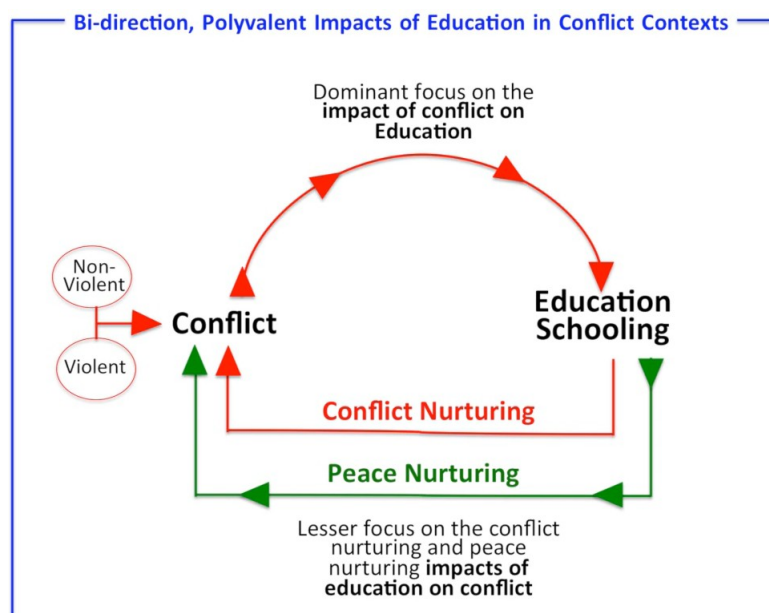 Bi-direction, Polyvalent Impacts of Education in Conflict Contexts
Dominant focus on the
impact of conflict on
Education
Non-
Violent
Violent
Conflict
Education
Schooling
Conflict Nurturing
Peace Nurturing
Lesser focus on the conflict
nurturing and peace
nurturing impacts of
education on conflict